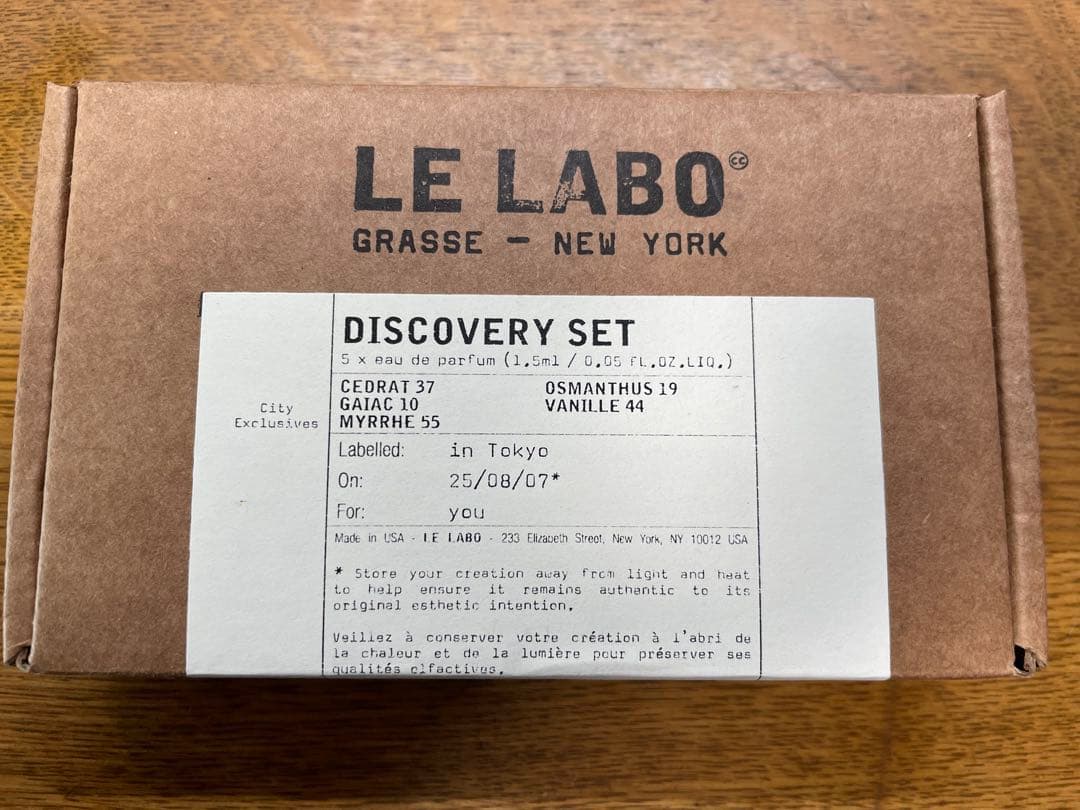 LE LABO
GRASSE — NEW YORK
DISCOVERY SET
5 x eau de parfum (1.5ml / 0.05 FL.OZ.LIQ.)
CEDRAT 37 OSMANTHUS 19
GAIAC 10 VANILLE 44
MYRRHE 55
City
Exclusives
Labelled: in Tokyo
On: 25/08/07*
For: you
Made in USA - LE LABO - 233 Elizabeth Street, New York, NY 10012 USA
* Store your creation away from light and heat
to help ensure it remains authentic to its
original esthetic intention.
Veillez à conserver votre création à l'abri de
la chaleur et de la lumière pour préserver ses
qualités olfactives.